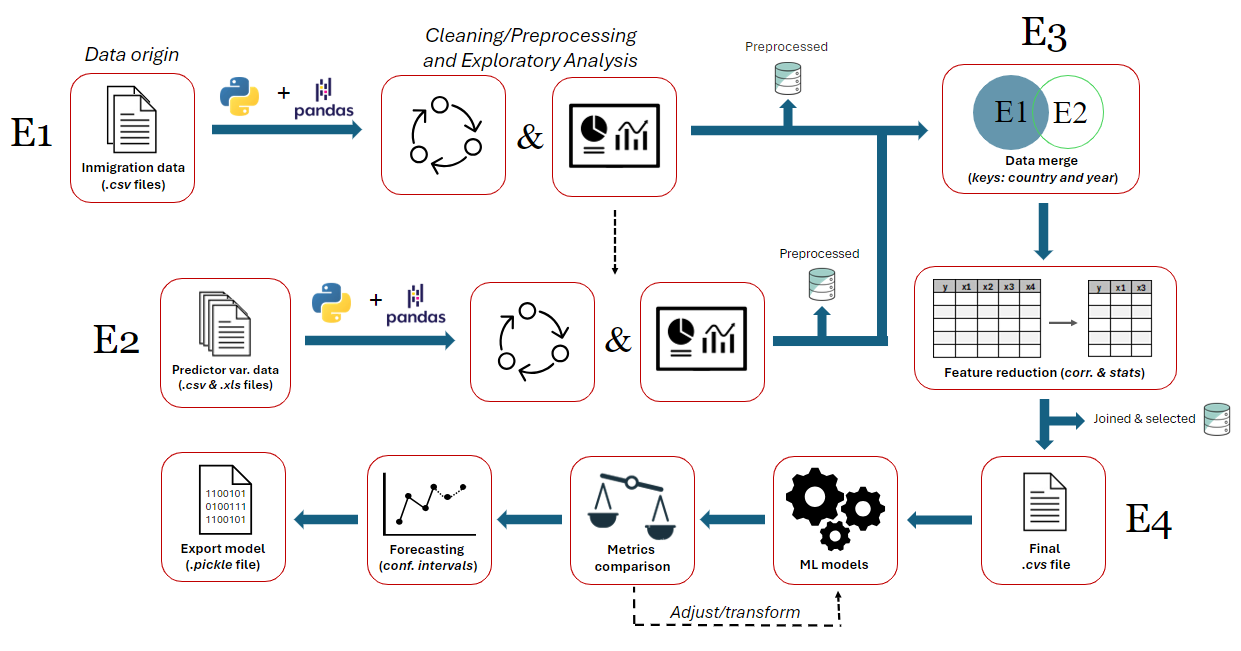 Data origin
Cleaning/Preprocessing
and Exploratory Analysis
Preprocessed
E3
E1
Inmigration data
(.csv files)
+
pandas
&
E1
E2
Data merge
(keys: country and year)
E2
Predictor var. data
(.csv & .xls files)
+
pandas
&
Preprocessed
y x1 x2 x3 x4
y x1 x3
Feature reduction (corr. & stats)
Joined & selected
E4
Final
.cvs file
ML models
Metrics
comparison
Adjust/transform
Forecasting
(conf. intervals)
1100101
0100111
1100101
Export model
(.pickle file)